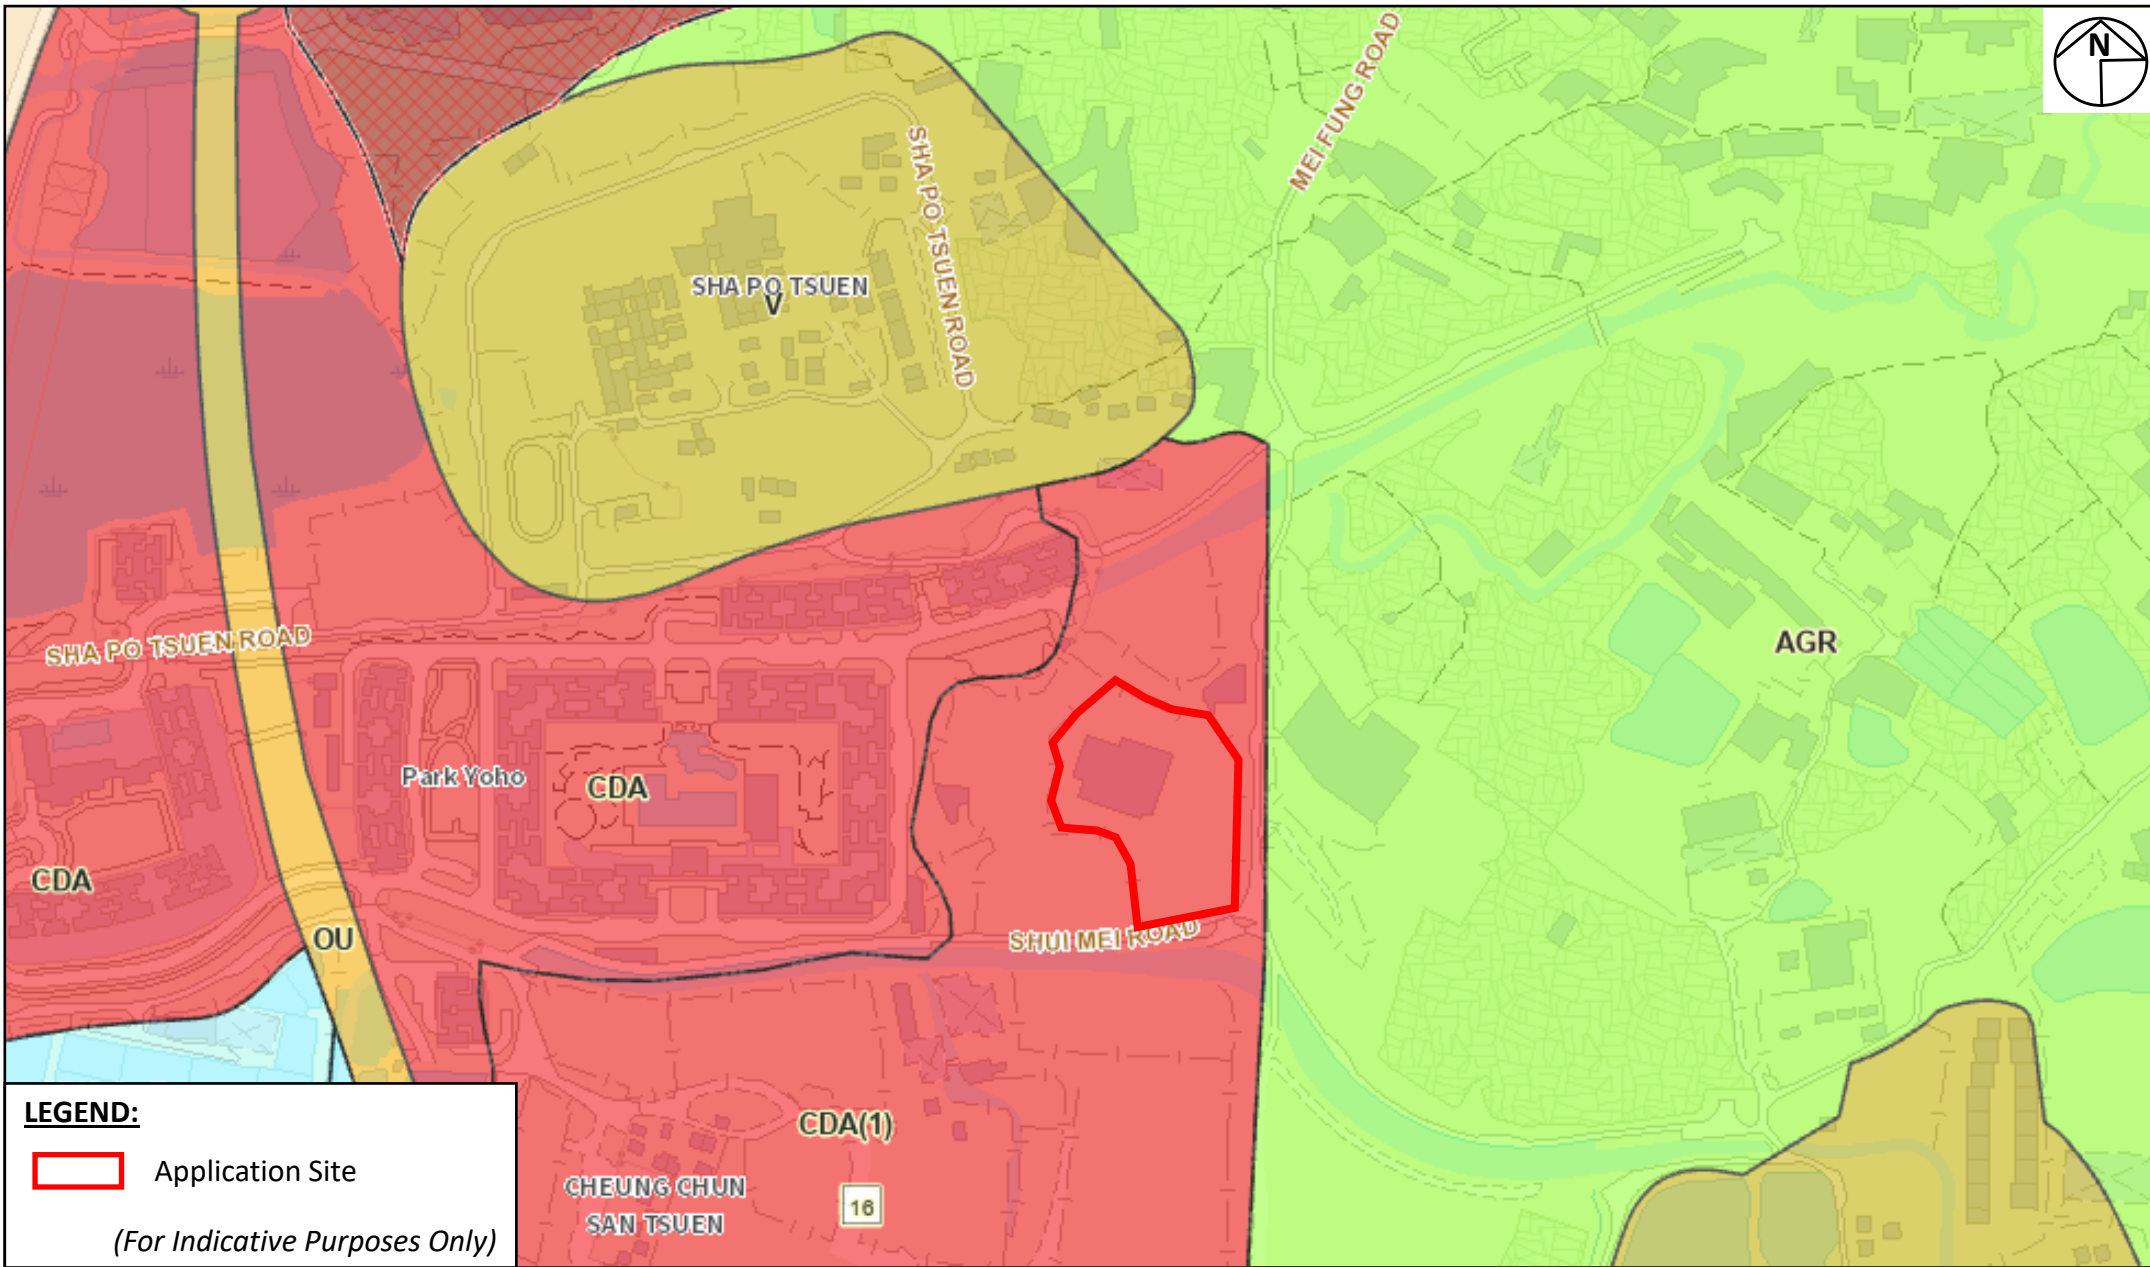 N
MEI FUNG ROAD
SHA PO TSUEN ROAD
SHA PO TSUEN
V
SHA PO TSUEN ROAD
AGR
Park Yoho
CDA
CDA
OU
SHUI MEI ROAD
CDA(1)
CHEUNG CHUN
SAN TSUEN
16
LEGEND:
Application Site
(For Indicative Purposes Only)